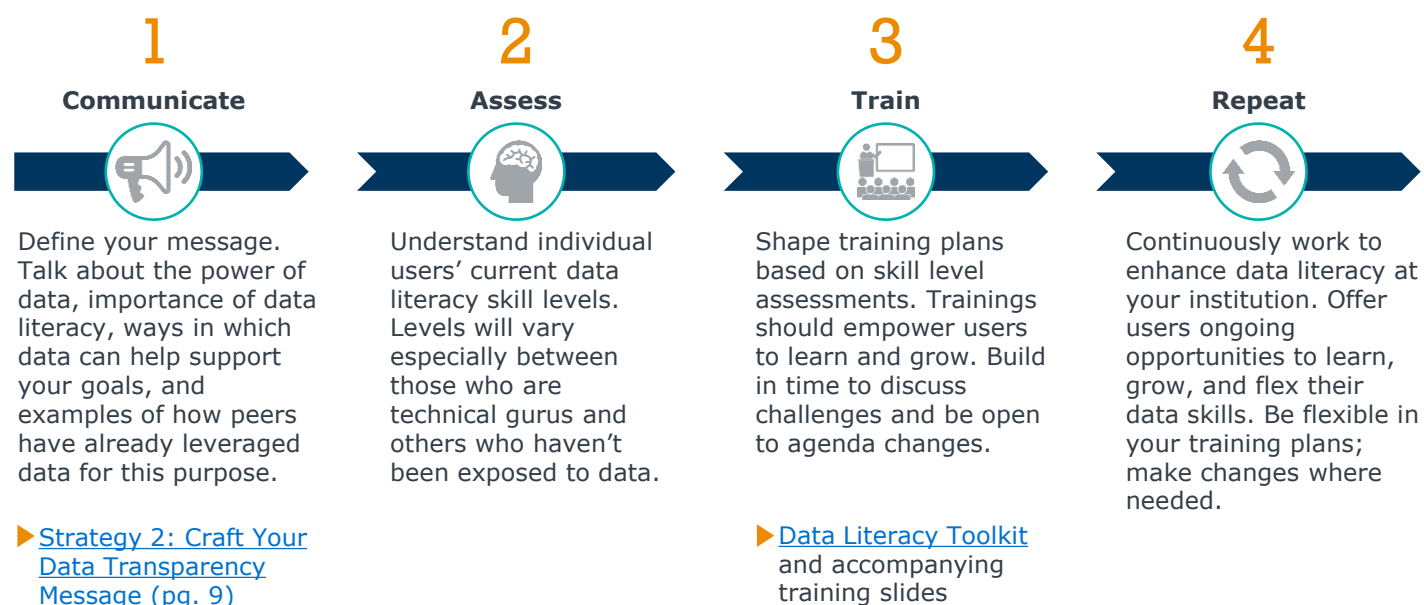 1
Communicate
Define your message.
Talk about the power of
data, importance of data
literacy, ways in which
data can help support
your goals, and
examples of how peers
have already leveraged
data for this purpose.
Strategy 2: Craft Your
Data Transparency
Message (pg. 9)
2
Assess
Understand individual
users’ current data
literacy skill levels.
Levels will vary
especially between
those who are
technical gurus and
others who haven’t
been exposed to data.
3
Train
Shape training plans
based on skill level
assessments. Trainings
should empower users
to learn and grow. Build
in time to discuss
challenges and be open
to agenda changes.
Data Literacy Toolkit
and accompanying
training slides
4
Repeat
Continuously work to
enhance data literacy at
your institution. Offer
users ongoing
opportunities to learn,
grow, and flex their
data skills. Be flexible in
your training plans;
make changes where
needed.